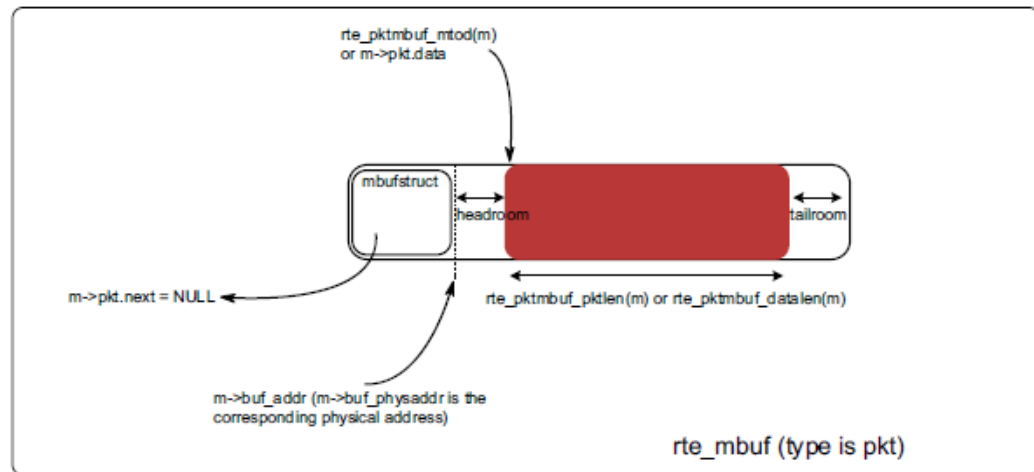 rte_pktmbuf_mtod(m)
or m->pkt.data
mbufstruct
headroom
tailroom
m->pkt.next = NULL
rte_pktmbuf_pktlen(m) or rte_pktmbuf_datalen(m)
m->buf_addr (m->buf_physaddr is the
corresponding physical address)
rte_mbuf (type is pkt)